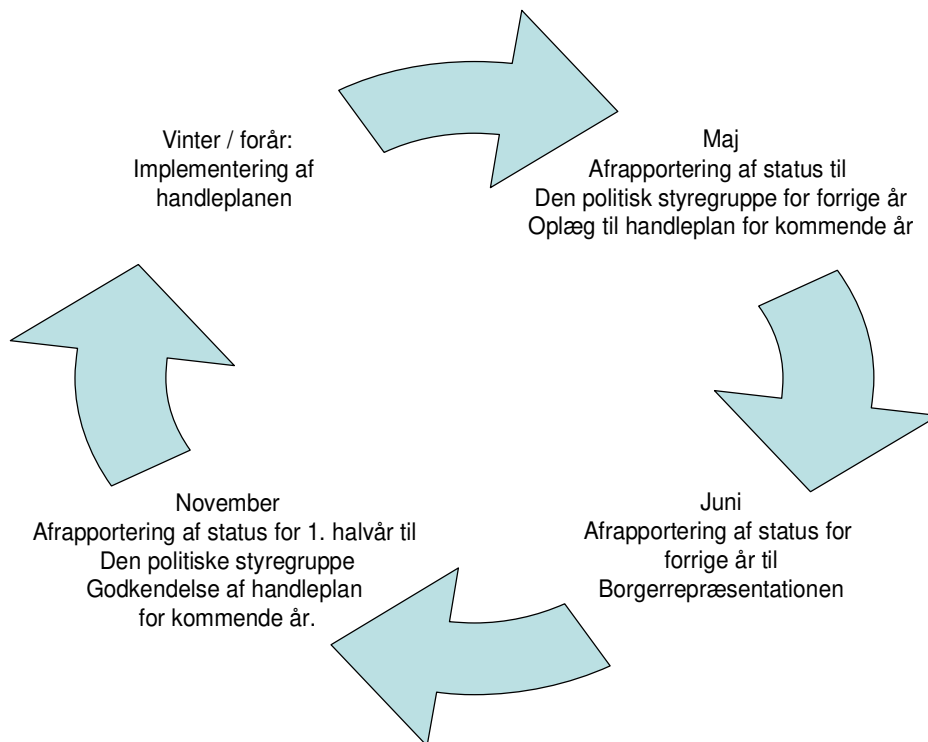 Vinter / forår:
Implementering af
handleplanen
Maj
Afrapportering af status til
Den politisk styregruppe for forrige år
Oplæg til handleplan for kommende år
Juni
Afrapportering af status for
forrige år til
Borgerrepræsentationen
November
Afrapportering af status for 1. halvår til
Den politiske styregruppe
Godkendelse af handleplan
for kommende år.